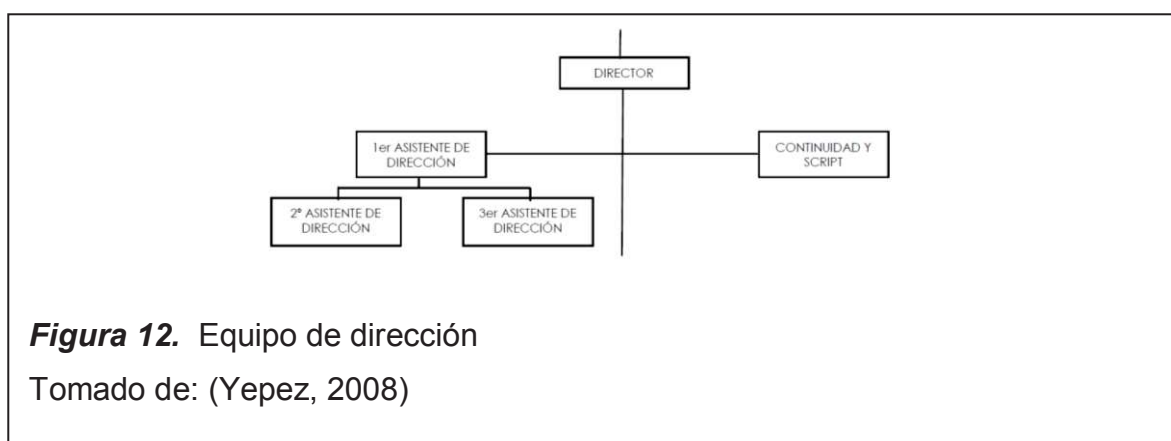 DIRECTOR
1er ASISTENTE DE
DIRECCIÓN
CONTINUIDAD Y
SCRIPT
2º ASISTENTE DE
DIRECCIÓN
3er ASISTENTE DE
DIRECCIÓN
Figura 12. Equipo de dirección
Tomado de: (Yepez, 2008)